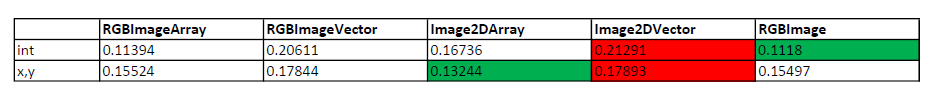 RGBImageArray RGBImageVector Image2DArray Image2DVector RGBImage
int 0.11394 0.20611 0.16736 0.21291 0.1118
x,y 0.15524 0.17844 0.13244 0.17893 0.15497